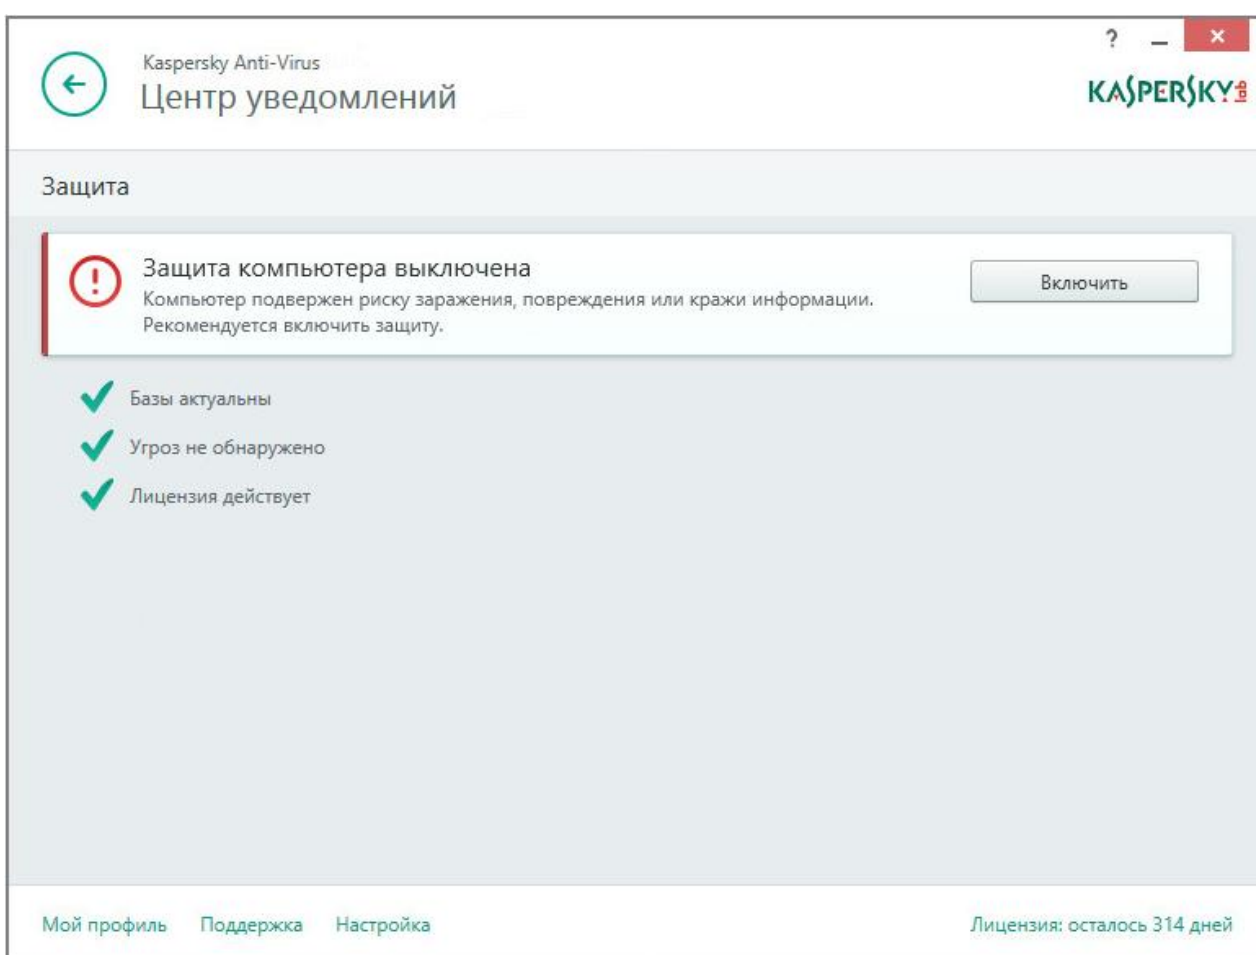 Kaspersky Anti-Virus
Центр уведомлений
?
KASPERSKY lab
Защита
Защита компьютера выключена
Компьютер подвержен риску заражения, повреждения или кражи информации.
Рекомендуется включить защиту.
Включить
Базы актуальны
Угроз не обнаружено
Лицензия действует
Мой профиль Поддержка Настройка Лицензия: осталось 314 дней